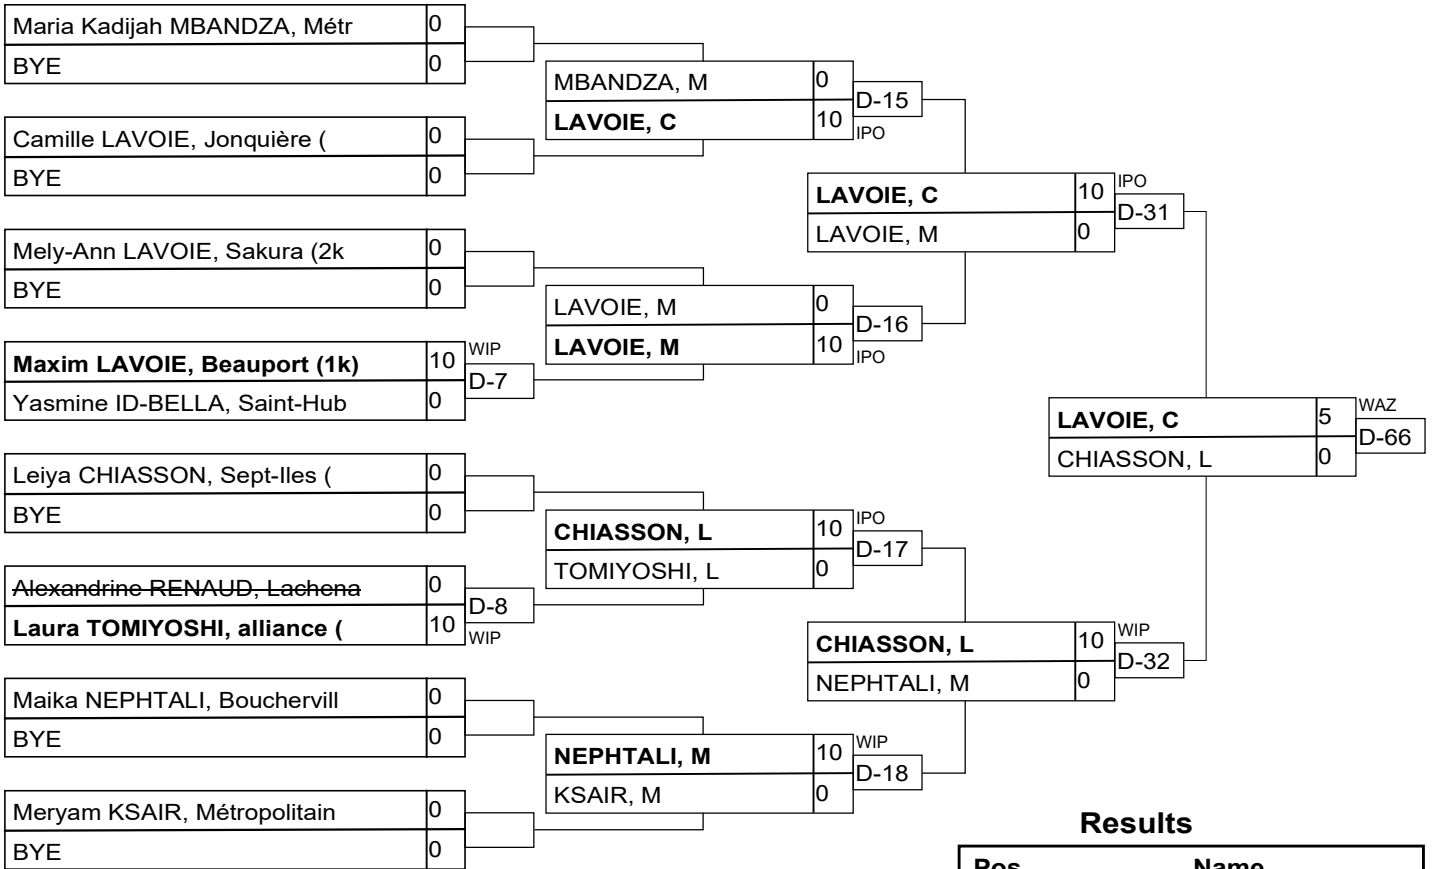 Maria Kadijah MBANDZA, Métr 0
BYE 0
Camille LAVOIE, Jonquière ( 0
BYE 0
Mely-Ann LAVOIE, Sakura (2k 0
BYE 0
Maxim LAVOIE, Beauport (1k) 10 WIP
D-7
Yasmine ID-BELLA, Saint-Hub 0
Leiya CHIASSON, Sept-Iles ( 0
BYE 0
Alexandrine RENAUD, Lachena 0
D-8
Laura TOMIYOSHI, alliance ( 10 WIP
Maika NEPHTALI, Bouchervill 0
BYE 0
Meryam KSAIR, Métropolitain 0
BYE 0
MBANDZA, M 0
D-15
LAVOIE, C 10 IPO
LAVOIE, M 0
D-16
LAVOIE, M 10 IPO
CHIASSON, L 10 IPO
D-17
TOMIYOSHI, L 0
NEPHTALI, M 10 WIP
D-18
KSAIR, M 0
LAVOIE, C 10 IPO
D-31
LAVOIE, M 0
CHIASSON, L 10 WIP
D-32
NEPHTALI, M 0
LAVOIE, C 5 WAZ
D-66
CHIASSON, L 0
Results
Pos Name